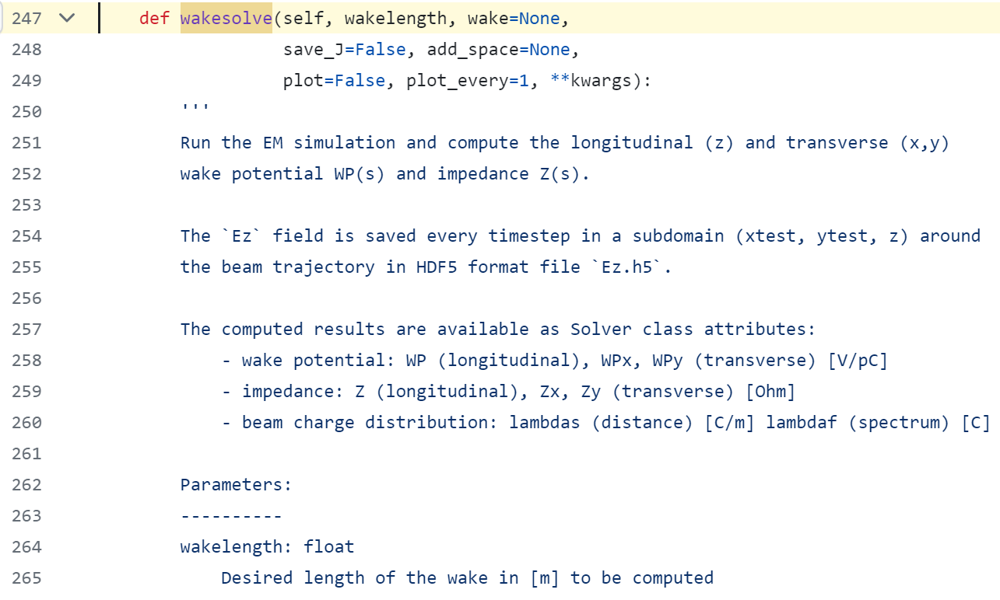 247 def wakesolve(self, wakelength, wake=None,
248 save_J=False, add_space=None,
249 plot=False, plot_every=1, **kwargs):
250 '''
251 Run the EM simulation and compute the longitudinal (z) and transverse (x,y)
252 wake potential WP(s) and impedance Z(s).
253
254 The `Ez` field is saved every timestep in a subdomain (xtest, ytest, z) around
255 the beam trajectory in HDF5 format file `Ez.h5`.
256
257 The computed results are available as Solver class attributes:
258 - wake potential: WP (longitudinal), WPx, WPy (transverse) [V/pC]
259 - impedance: Z (longitudinal), Zx, Zy (transverse) [Ohm]
260 - beam charge distribution: lambdas (distance) [C/m] lambdaf (spectrum) [C]
261
262 Parameters:
263 ----------
264 wakelength: float
265 Desired length of the wake in [m] to be computed